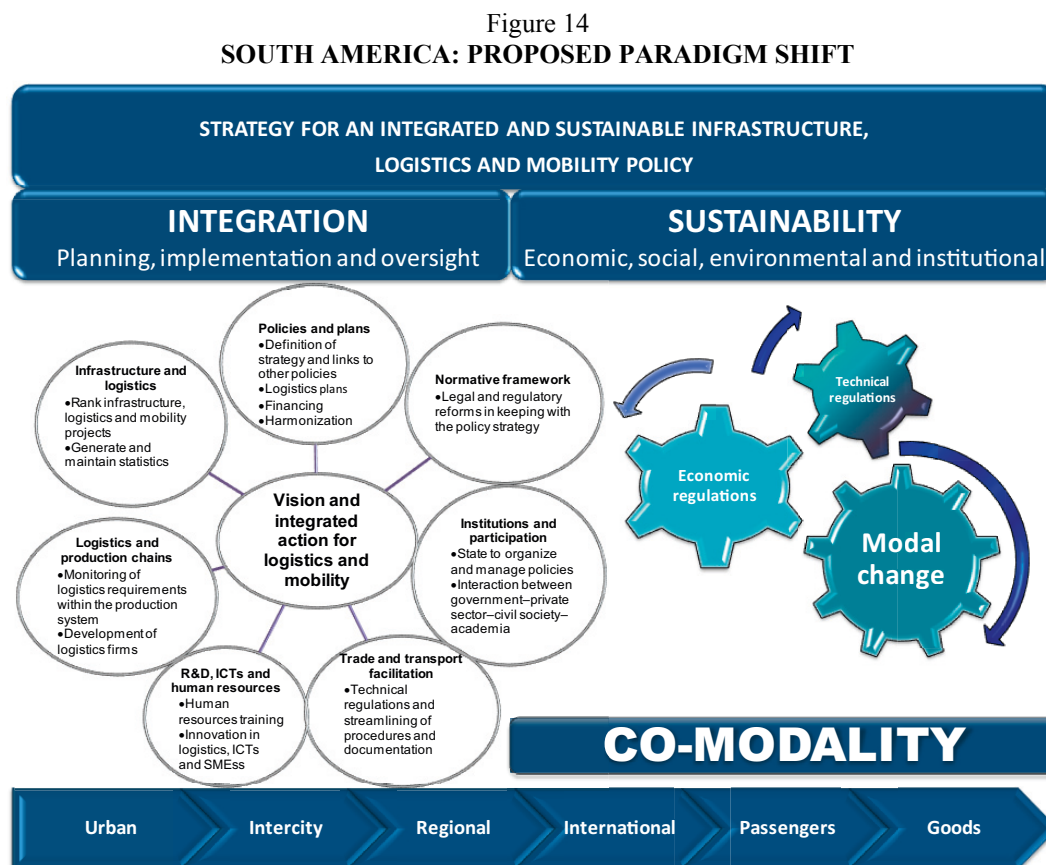 Figure 14
SOUTH AMERICA: PROPOSED PARADIGM SHIFT
STRATEGY FOR AN INTEGRATED AND SUSTAINABLE INFRASTRUCTURE,
LOGISTICS AND MOBILITY POLICY
INTEGRATION
Planning, implementation and oversight
SUSTAINABILITY
Economic, social, environmental and institutional
Policies and plans
•Definition of
strategy and links to
other policies
•Logistics plans
•Financing
•Harmonization
Infrastructure and
logistics
•Rank infrastructure,
logistics and mobility
projects
•Generate and
maintain statistics
Normative framework
•Legal and regulatory
reforms in keeping with
the policy strategy
Vision and
integrated
action for
logistics and
mobility
Logistics and
production chains
•Monitoring of
logistics requirements
within the production
system
•Development of
logistics firms
Institutions and
participation
•State to organize
and manage policies
•Interaction between
government–private
sector–civil society–
academia
R&D, ICTs and
human resources
•Human
resources training
•Innovation in
logistics, ICTs
and SMEss
Trade and transport
facilitation
•Technical
regulations and
streamlining of
procedures and
documentation
Technical
regulations
Economic
regulations
Modal
change
CO-MODALITY
Urban
Intercity
Regional
International
Passengers
Goods